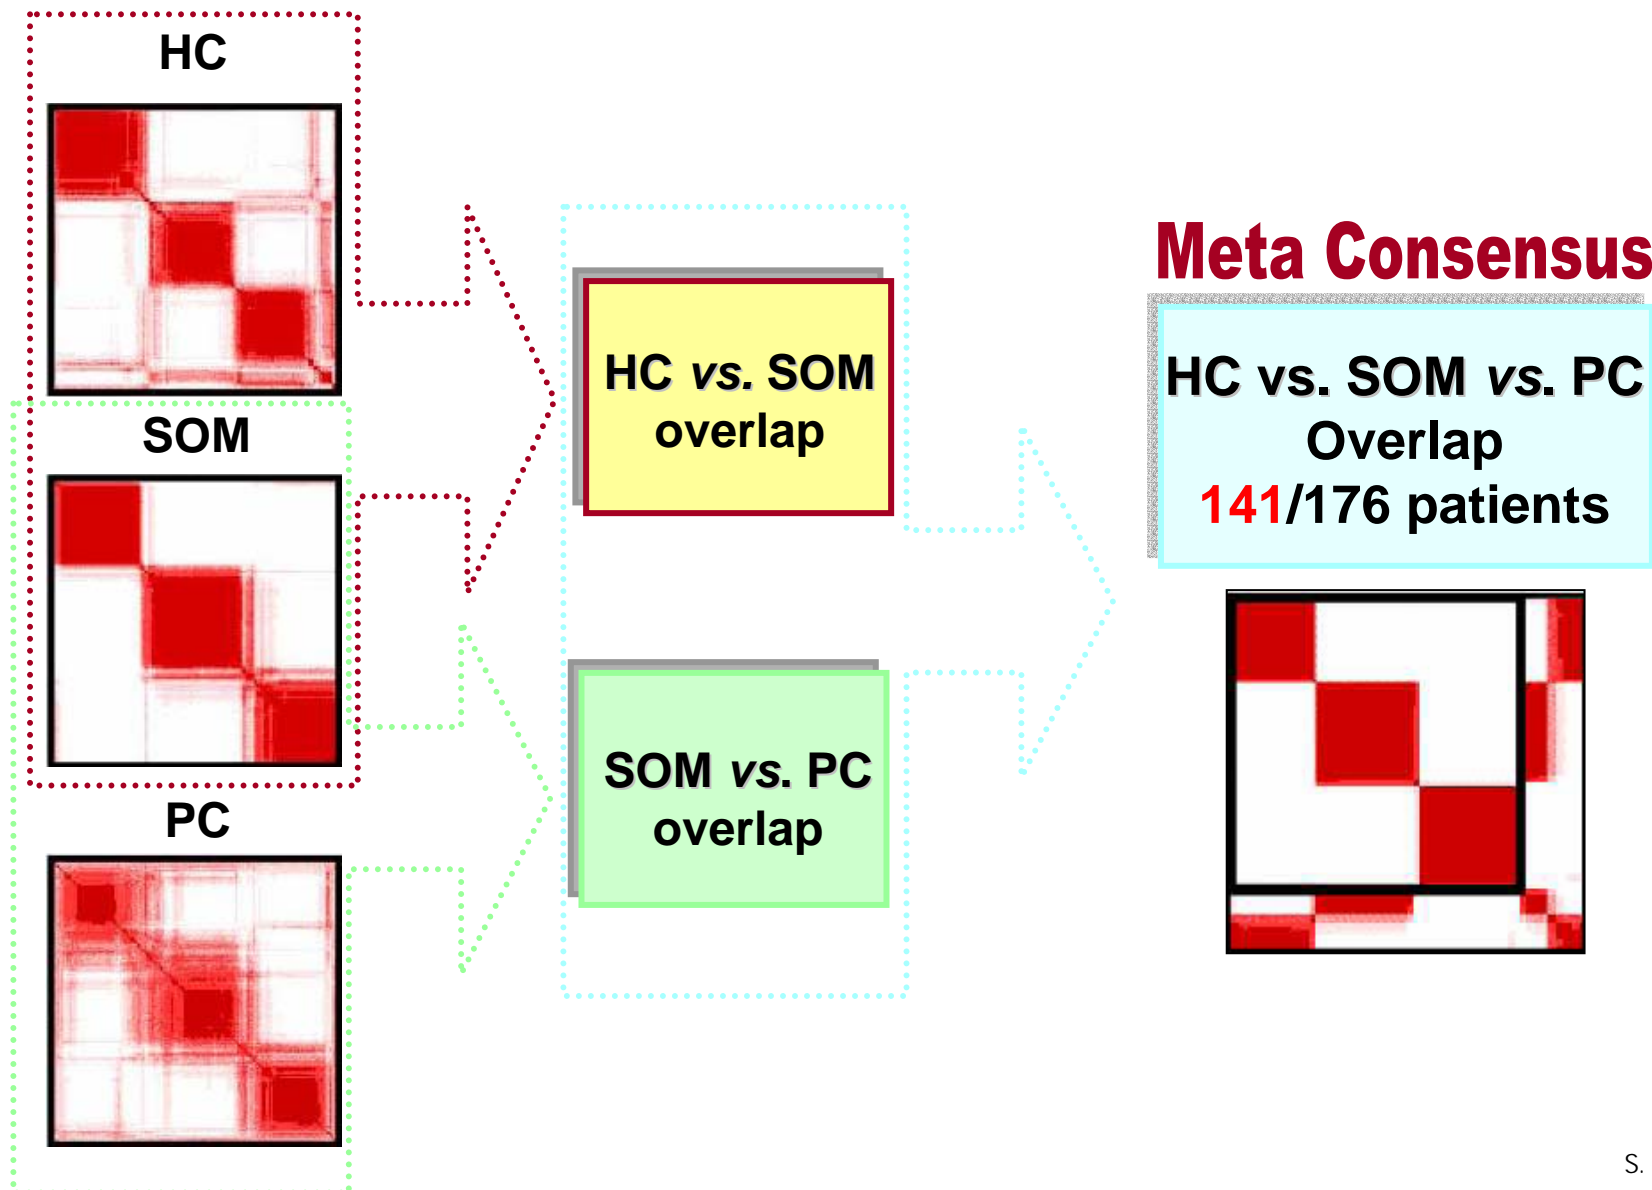 HC
SOM
PC
HC vs. SOM
overlap
SOM vs. PC
overlap
Meta Consensus
HC vs. SOM vs. PC
Overlap
141/176 patients
S.